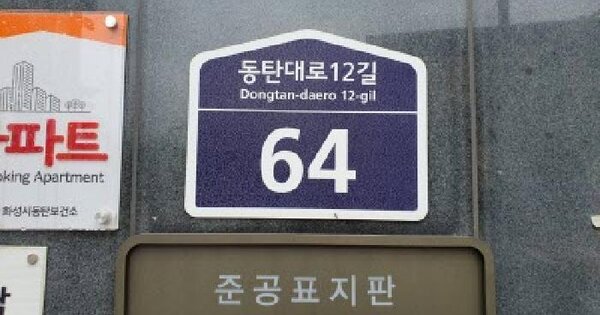 동탄대로12길
Dongtan-daero 12-gil
64
파트
king Apartment
화성시동탄보건소
준공표지판